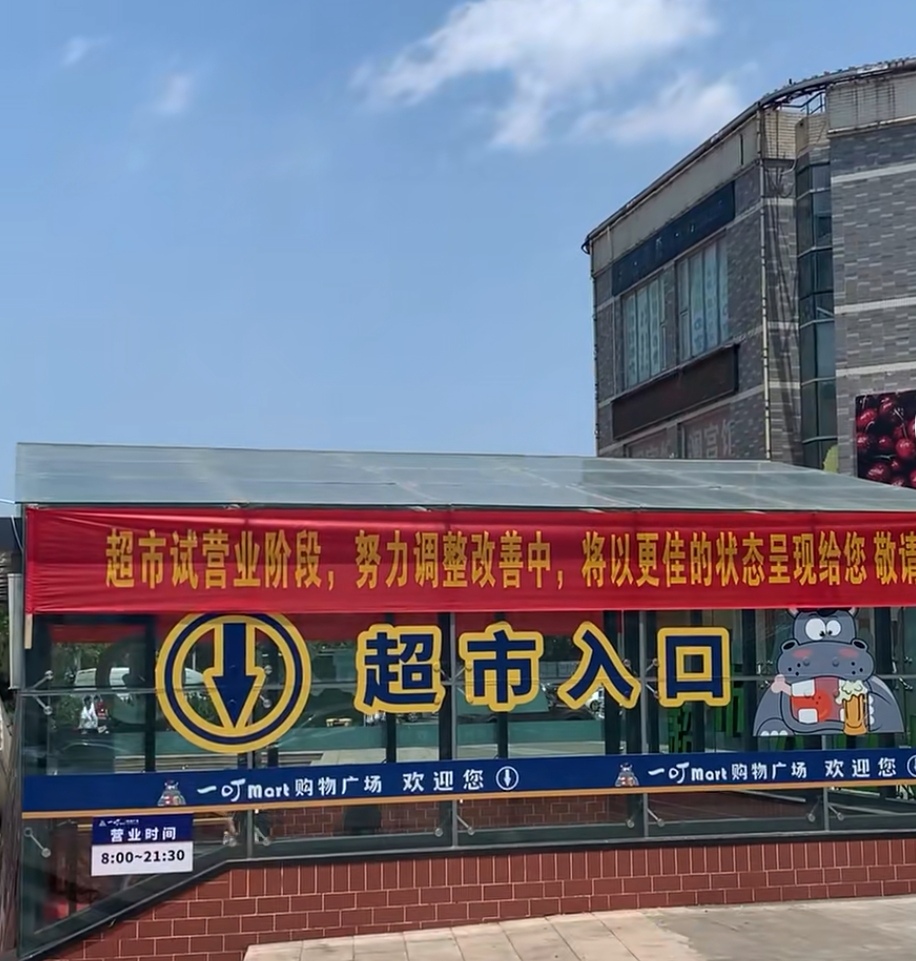 超市试营业阶段，努力调整改善中，将以更佳的状态呈现给您 敬请
超市入口
一叮Mart 购物广场 欢迎您
一叮Mart 购物广场 欢迎您
营业时间
8:00~21:30